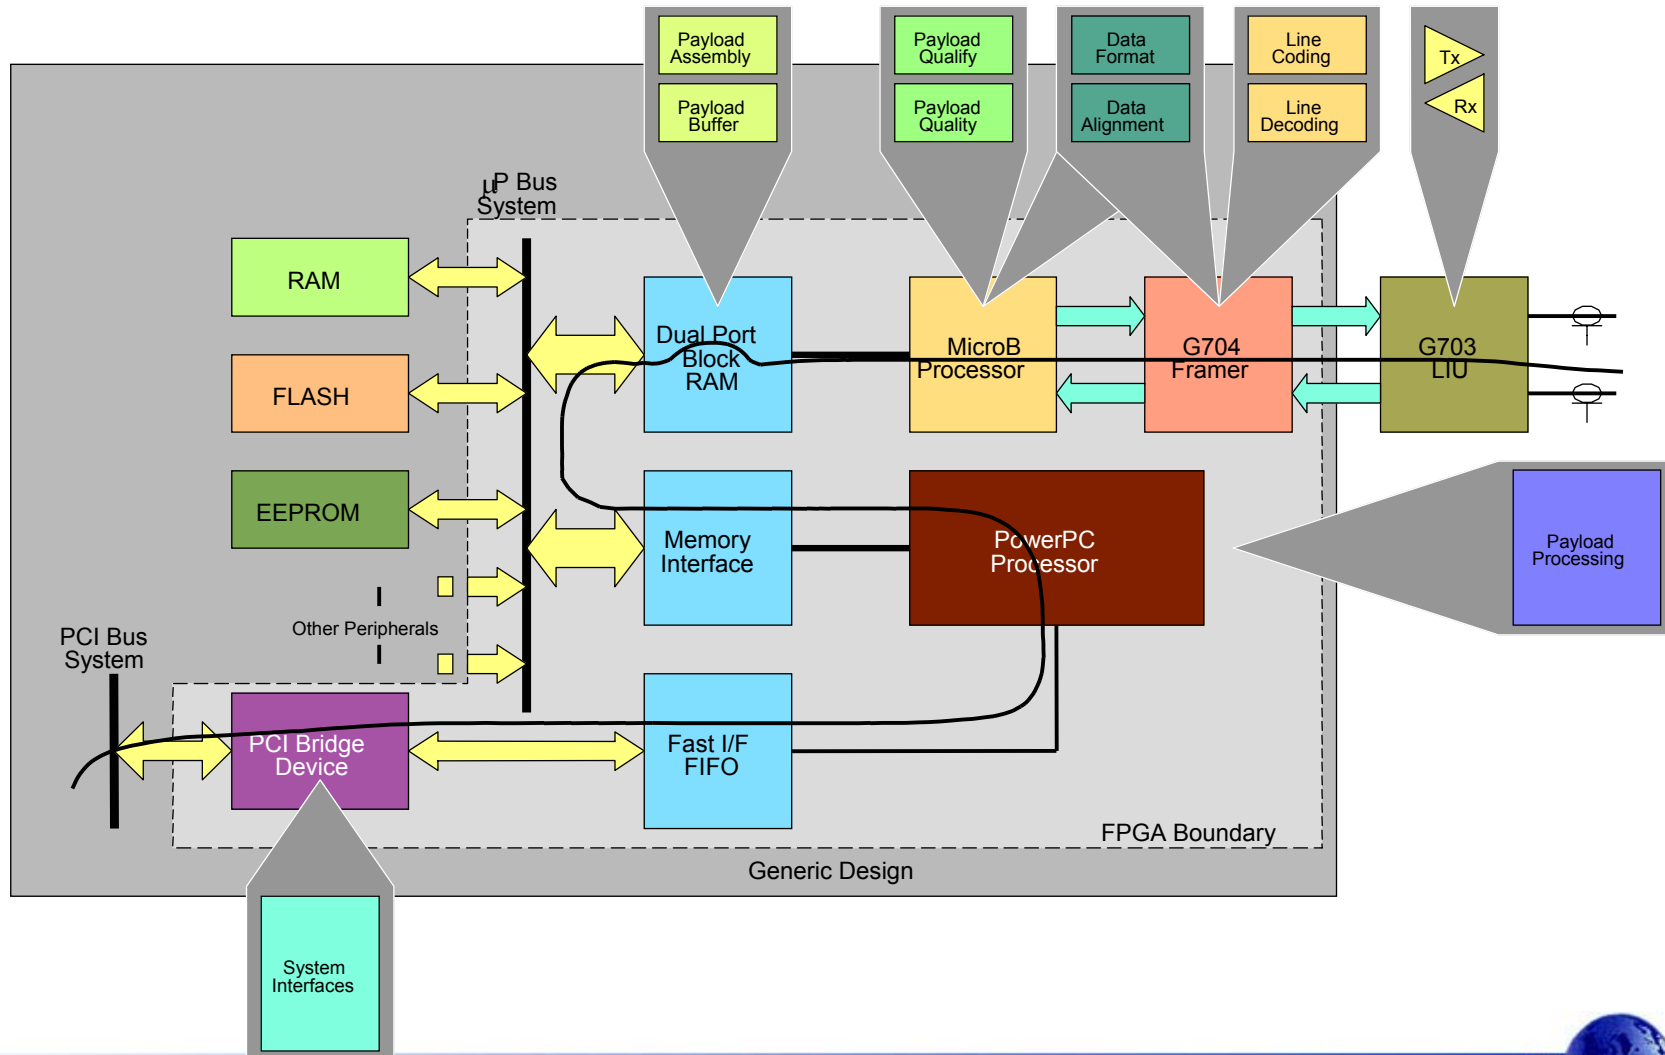 Payload
Assembly
Payload
Buffer
Payload
Qualify
Payload
Quality
Data
Format
Data
Alignment
Line
Coding
Line
Decoding
Tx
Rx
µP Bus
System
RAM
FLASH
EEPROM
Other Peripherals
PCI Bus
System
Dual Port
Block
RAM
MicroB
Processor
G704
Framer
G703
LIU
Memory
Interface
PowerPC
Processor
Payload
Processing
PCI Bridge
Device
Fast I/F
FIFO
FPGA Boundary
Generic Design
System
Interfaces